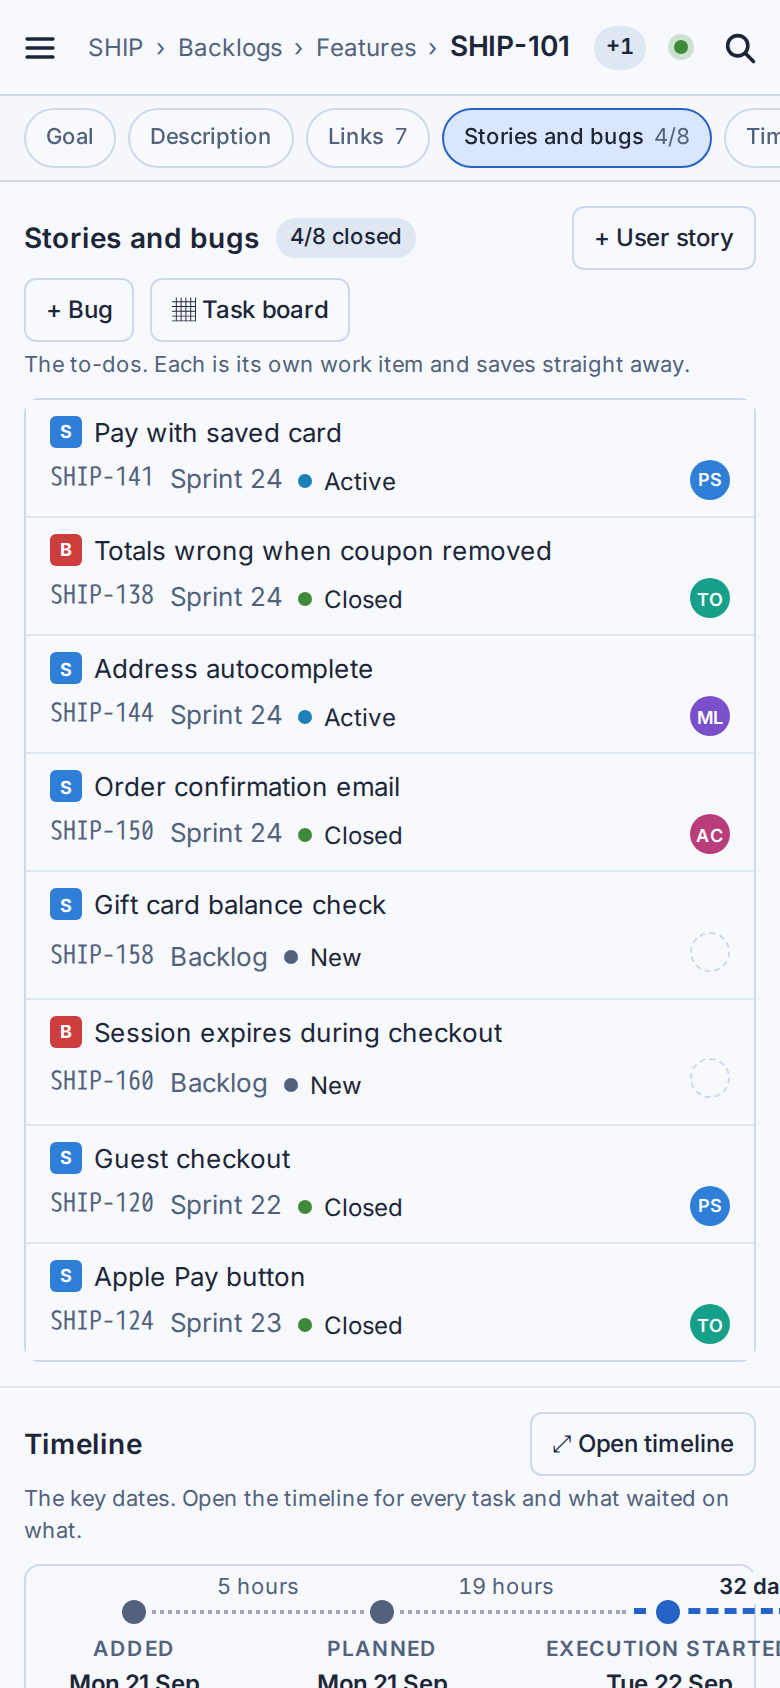 SHIP › Backlogs › Features › SHIP-101 +1
Goal Description Links 7 Stories and bugs 4/8 Tim
Stories and bugs 4/8 closed + User story
+ Bug Task board
The to-dos. Each is its own work item and saves straight away.
S Pay with saved card
SHIP-141 Sprint 24 Active PS
B Totals wrong when coupon removed
SHIP-138 Sprint 24 Closed TO
S Address autocomplete
SHIP-144 Sprint 24 Active ML
S Order confirmation email
SHIP-150 Sprint 24 Closed AC
S Gift card balance check
SHIP-158 Backlog New
B Session expires during checkout
SHIP-160 Backlog New
S Guest checkout
SHIP-120 Sprint 22 Closed PS
S Apple Pay button
SHIP-124 Sprint 23 Closed TO
Timeline Open timeline
The key dates. Open the timeline for every task and what waited on
what.
5 hours 19 hours 32 da
ADDED PLANNED EXECUTION STARTED
Mon 21 Sep Mon 21 Sep Tue 22 Sep